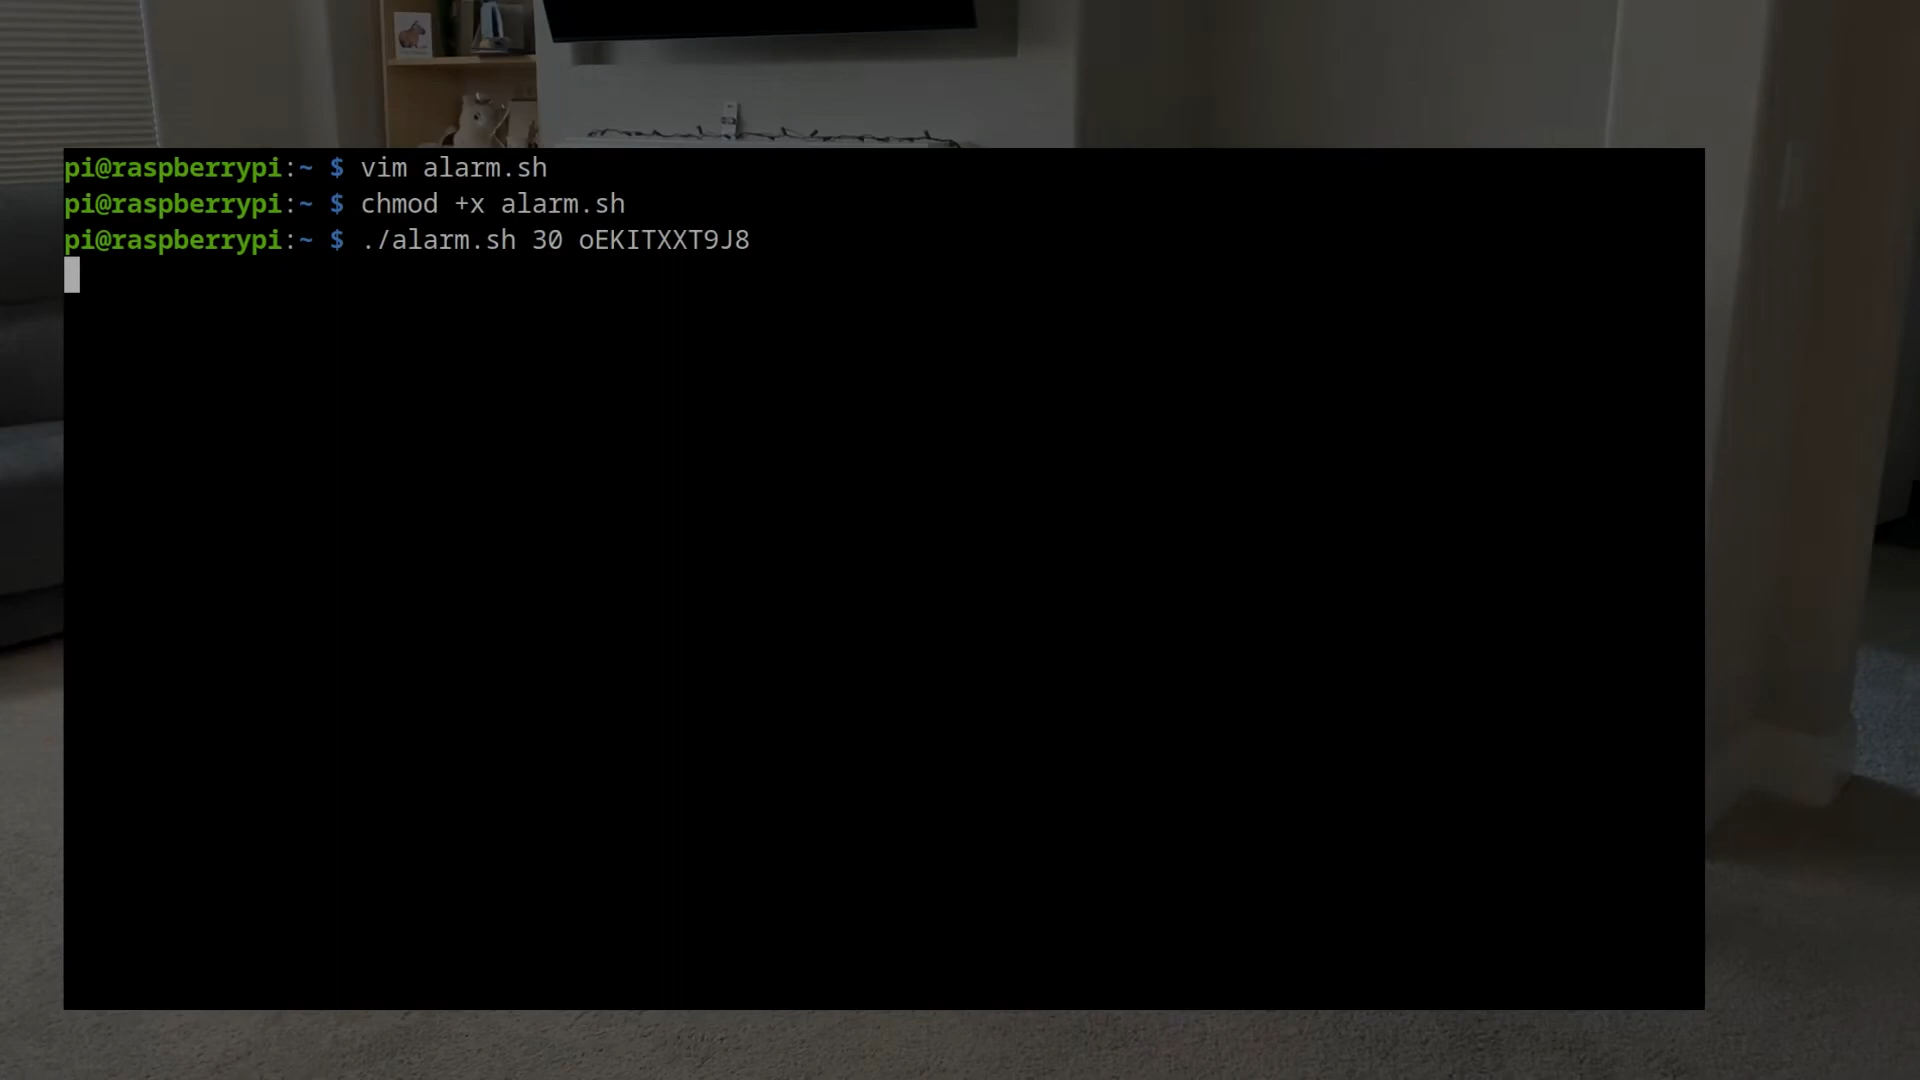 pi@raspberrypi:~ $ vim alarm.sh
pi@raspberrypi:~ $ chmod +x alarm.sh
pi@raspberrypi:~ $ ./alarm.sh 30 oEKITXXT9J8